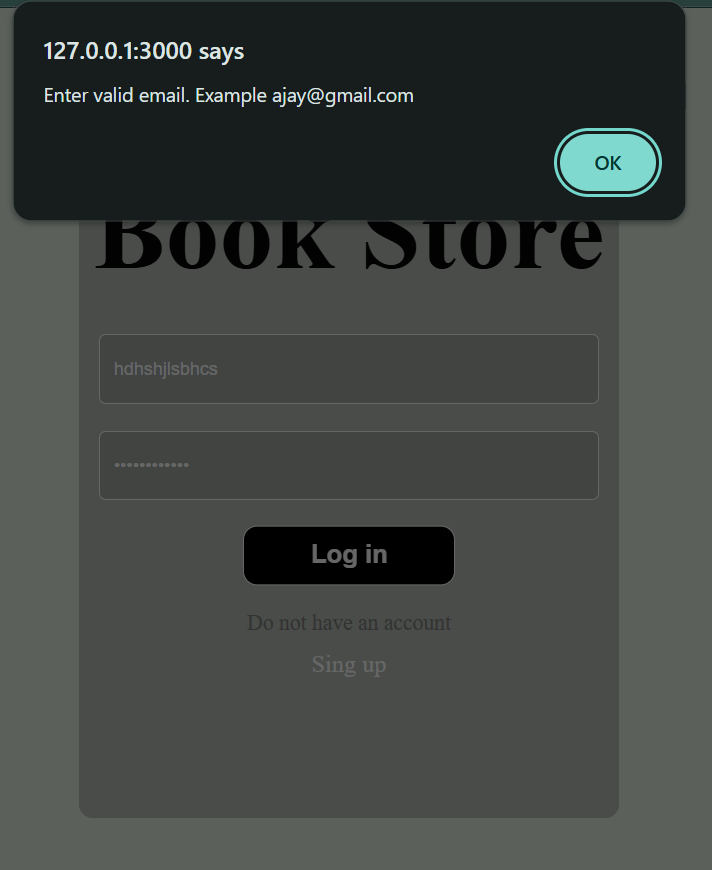 127.0.0.1:3000 says
Enter valid email. Example ajay@gmail.com
OK
Book Store
hdhshjlsbhcs
••••••••••••
Log in
Do not have an account
Sing up